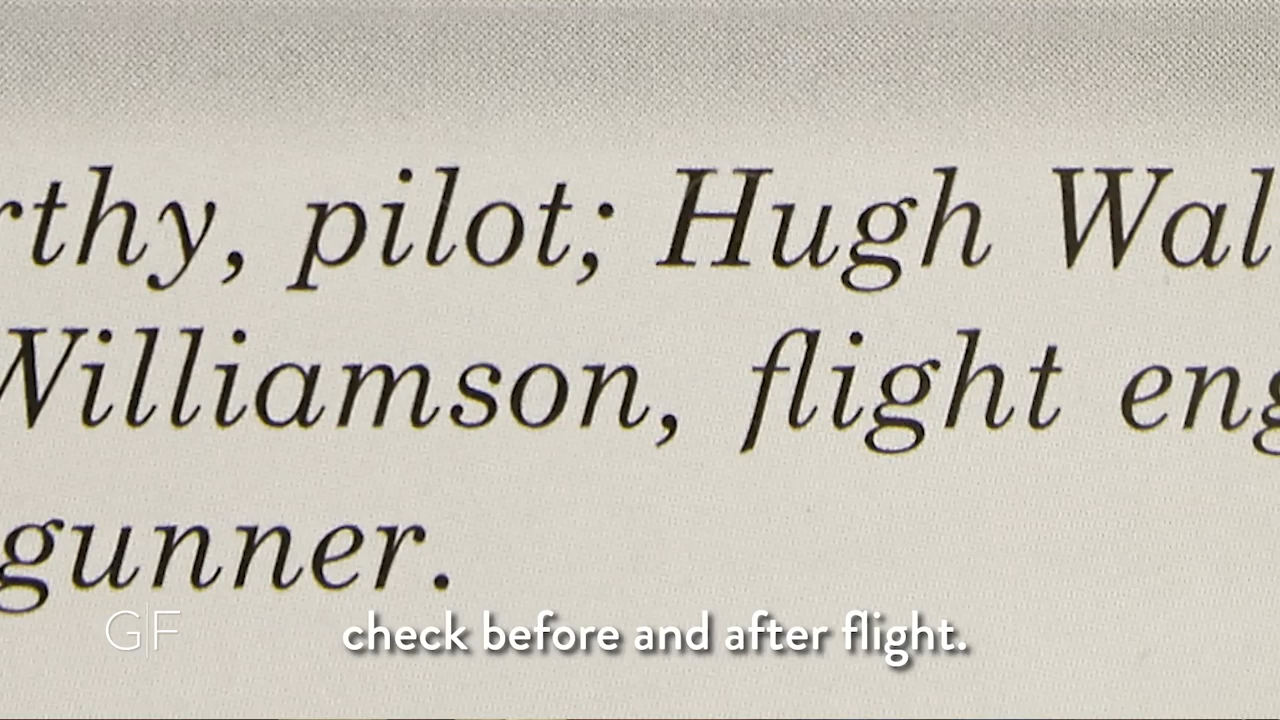 rthy, pilot; Hugh Wal
Williamson, flight eng
gunner.
GF
check before and after flight.